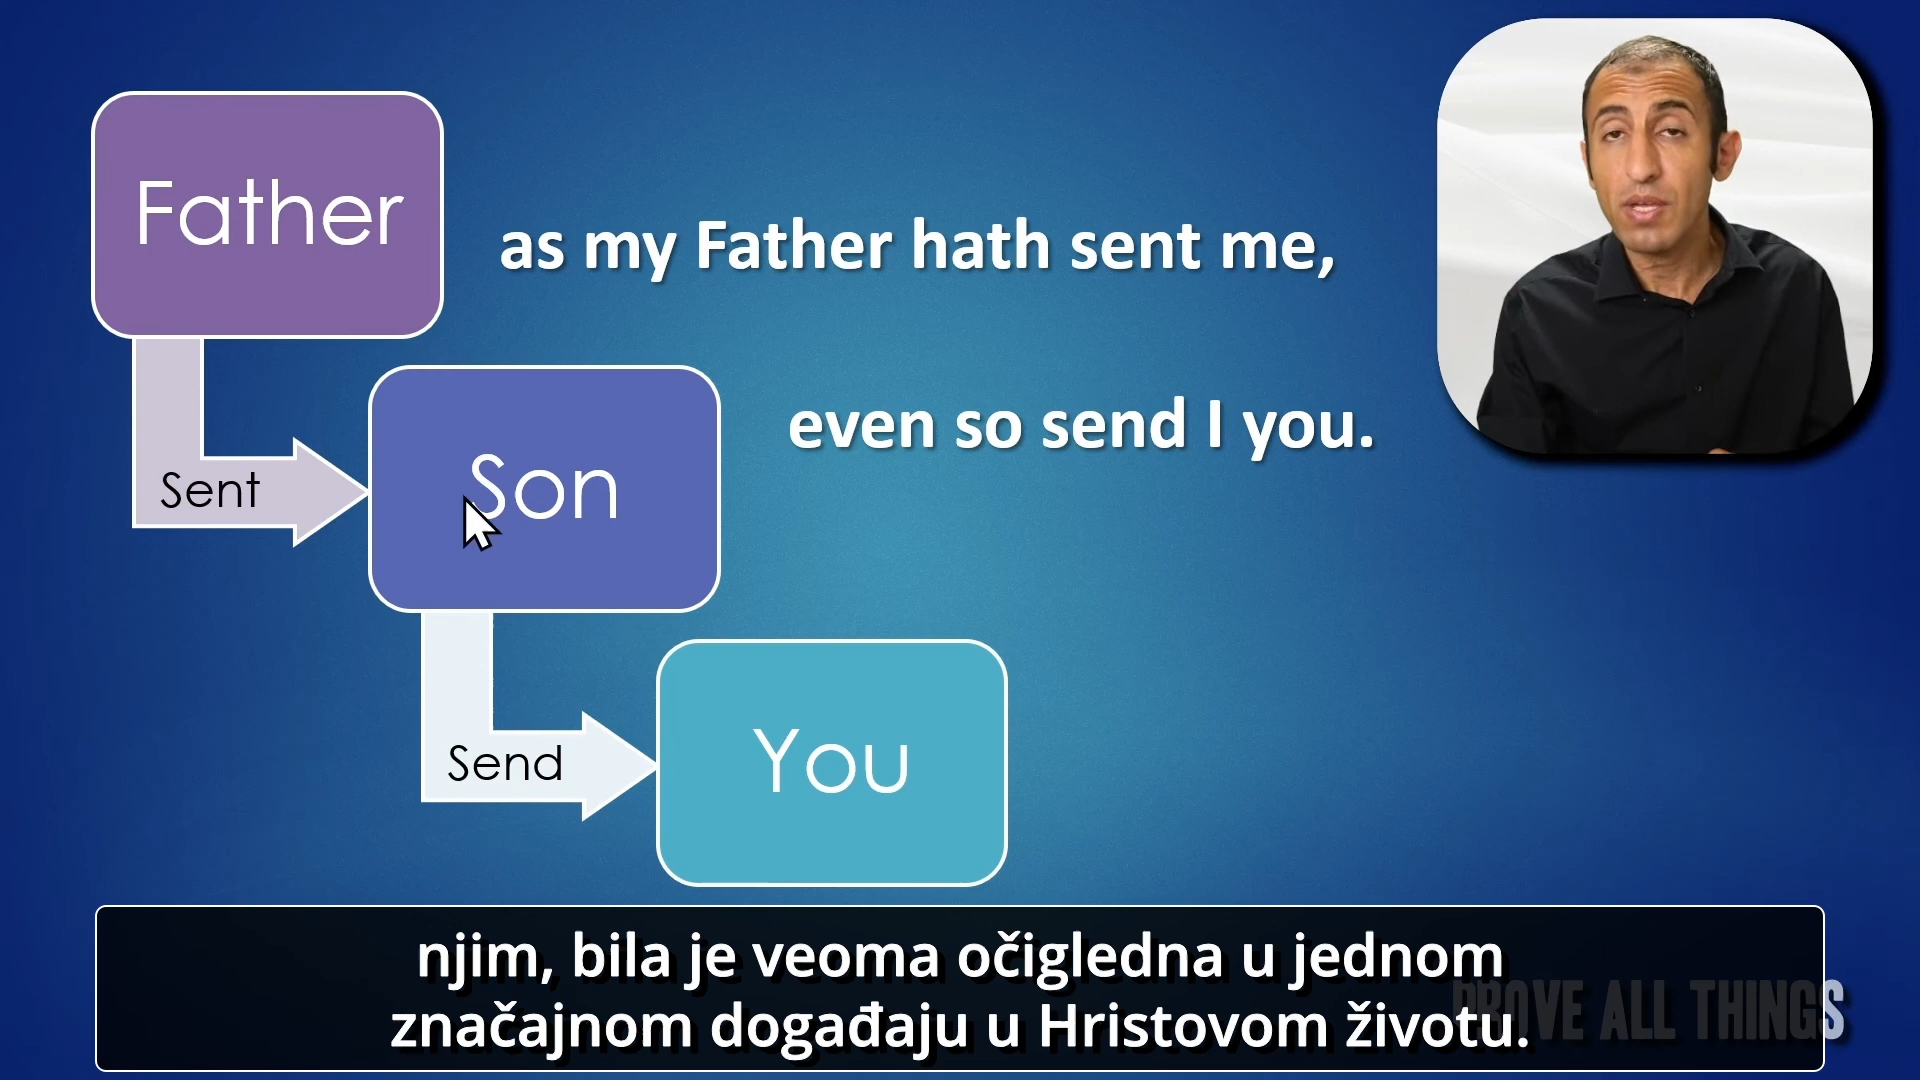 Father
as my Father hath sent me,
even so send I you.
Sent
Son
Send
You
njim, bila je veoma očigledna u jednom
značajnom događaju u Hristovom životu.
PROVE ALL THINGS